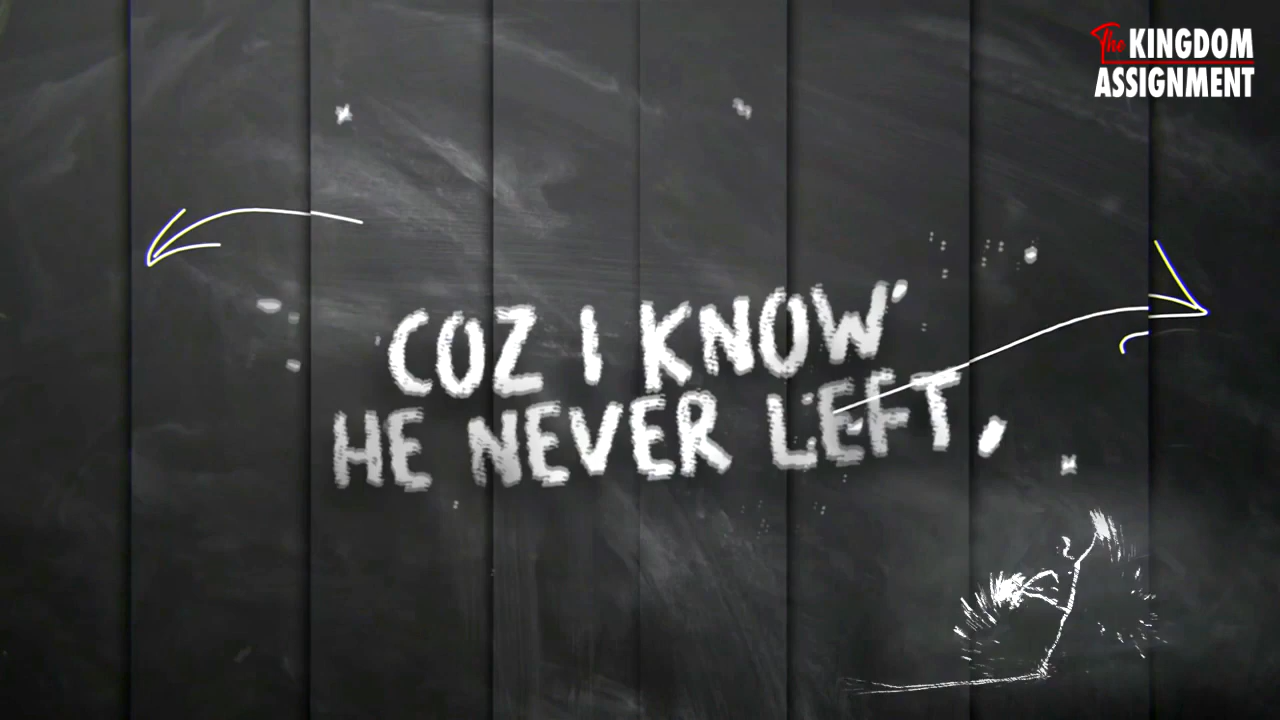 The KINGDOM
ASSIGNMENT
COZ I KNOW
HE NEVER LEFT,